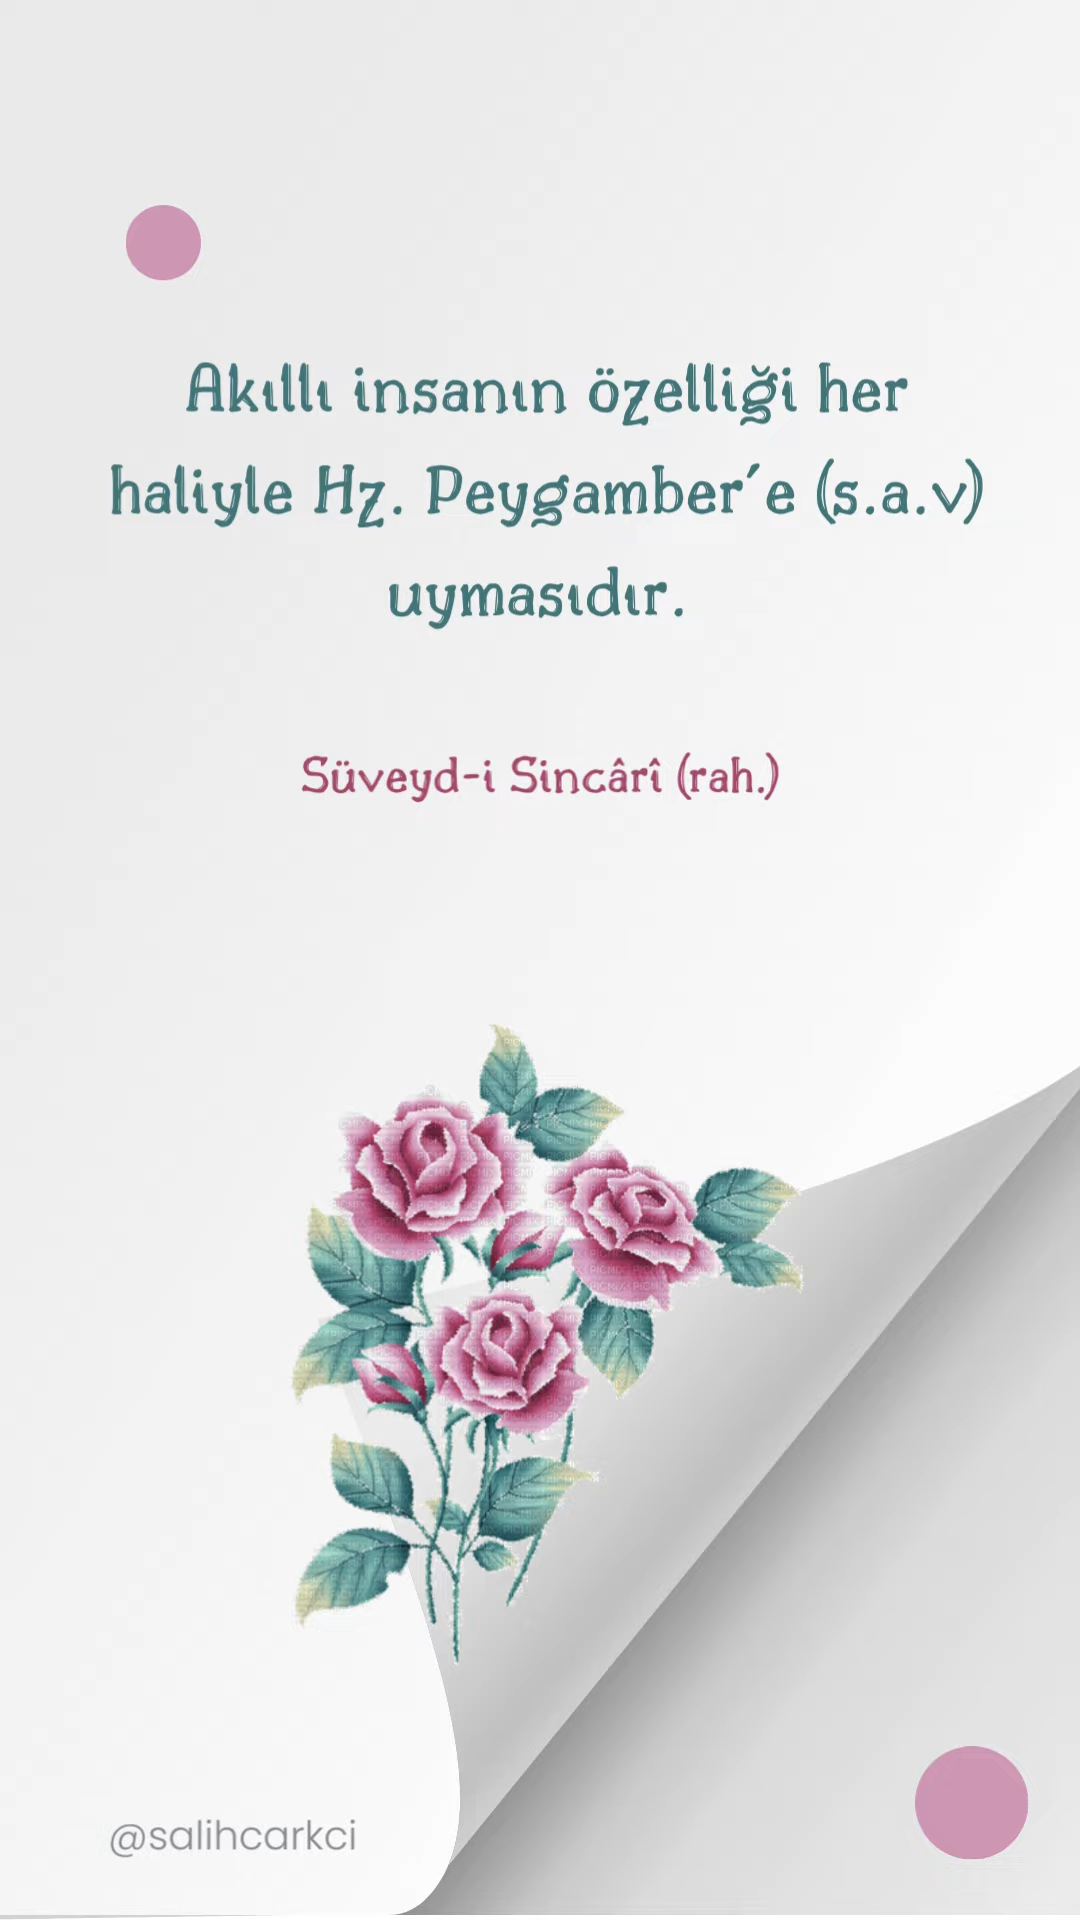 Akıllı insanın özelliği her
haliyle Hz. Peygamber'e (s.a.v)
uymasıdır.
Süveyd-i Sincârî (rah.)
@salihcarkci